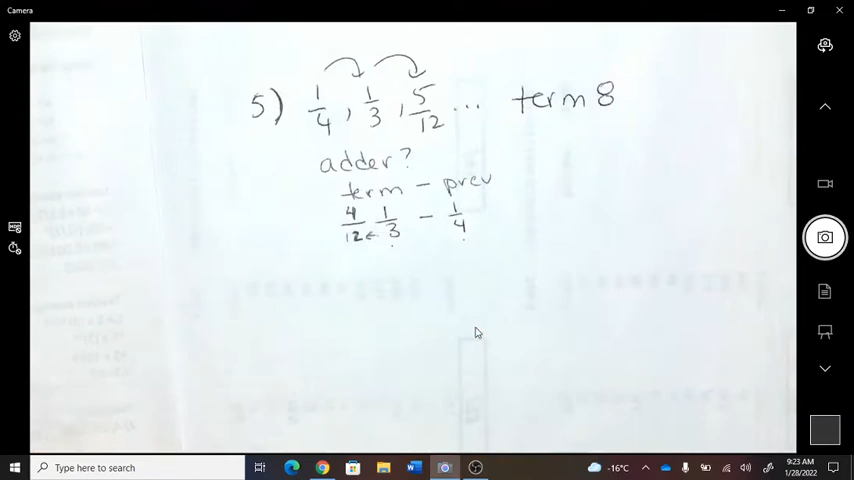 Camera
5) 1/4, 1/3, 5/12 ... term 8
adder?
term - prev
4/12 ← 1/3 - 1/4
Type here to search
-16°C
9:23 AM
1/28/2022